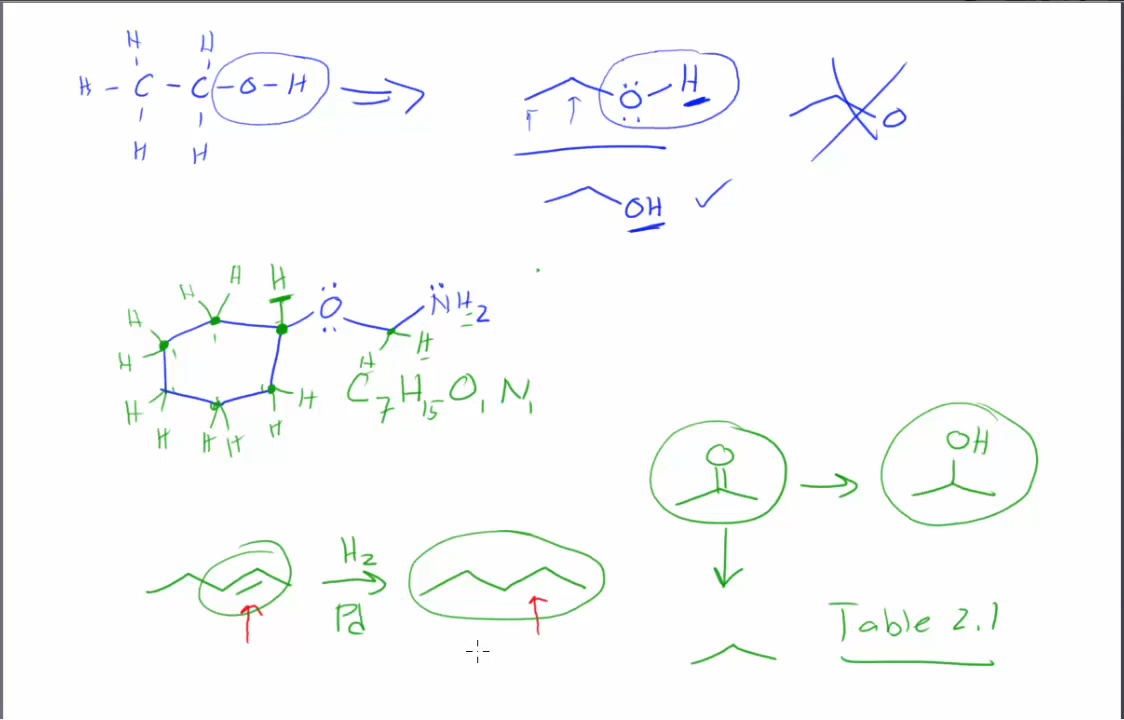 H H
H - C - C - O - H ⟹ O - H O
H H
OH ✓
H H H
H O NH2
H H H
H H H H H H
C7H15O1N1
O → OH
H2
Pd
Table 2.1